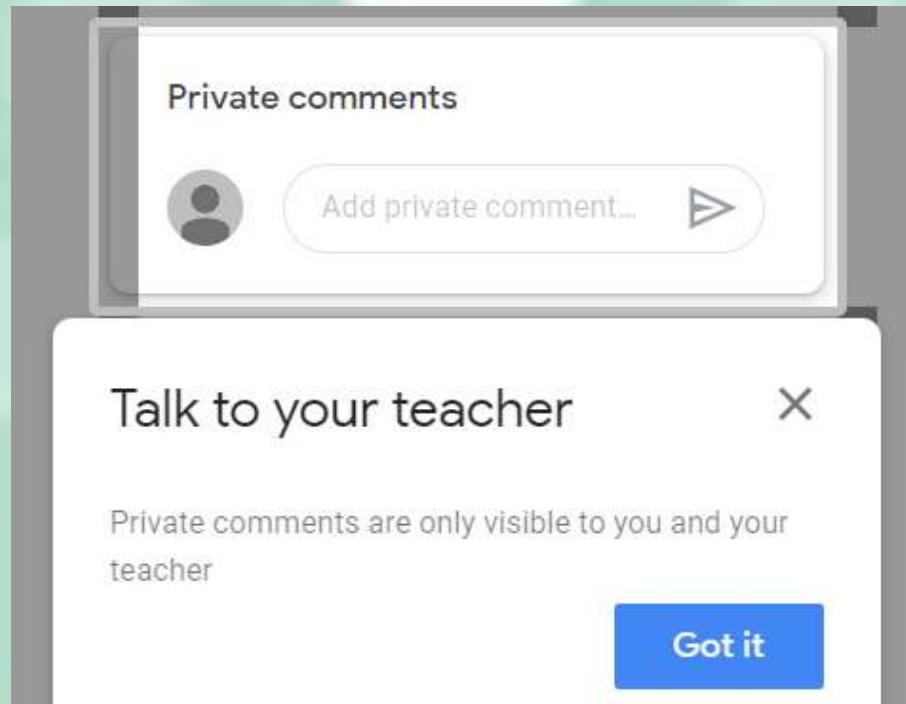 Private comments
Add private comment...
Talk to your teacher
Private comments are only visible to you and your
teacher
Got it